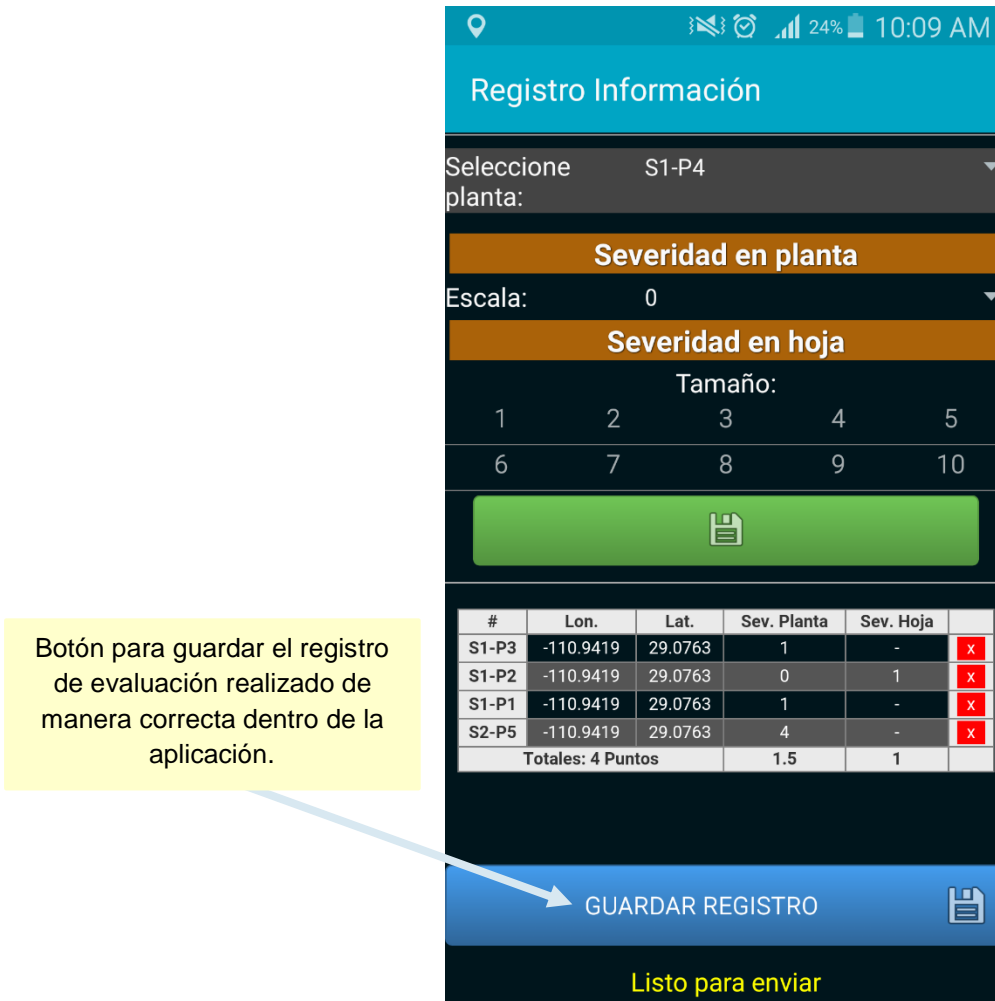 24% 10:09 AM
Registro Información
Seleccione planta: S1-P4
Severidad en planta
Escala: 0
Severidad en hoja
Tamaño:
1 2 3 4 5
6 7 8 9 10
# Lon. Lat. Sev. Planta Sev. Hoja
S1-P3 -110.9419 29.0763 1 - x
S1-P2 -110.9419 29.0763 0 1 x
S1-P1 -110.9419 29.0763 1 - x
S2-P5 -110.9419 29.0763 4 - x
Totales: 4 Puntos 1.5 1
Botón para guardar el registro
de evaluación realizado de
manera correcta dentro de la
aplicación.
GUARDAR REGISTRO
Listo para enviar